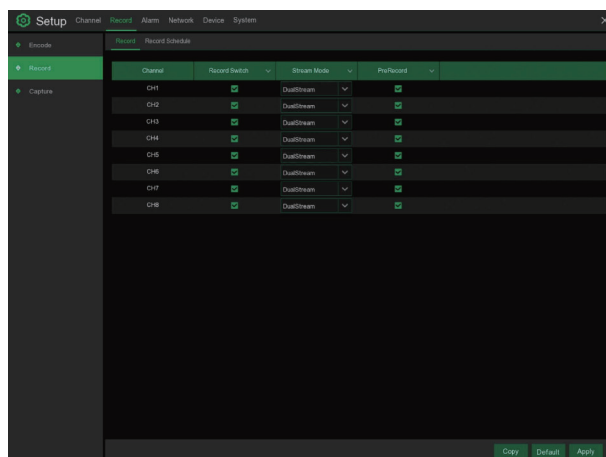 Setup Channel Record Alarm Network Device System
Encode
Record
Capture
Record Record Schedule
Channel Record Switch Stream Mode PreRecord
CH1 DualStream
CH2 DualStream
CH3 DualStream
CH4 DualStream
CH5 DualStream
CH6 DualStream
CH7 DualStream
CH8 DualStream
Copy Default Apply